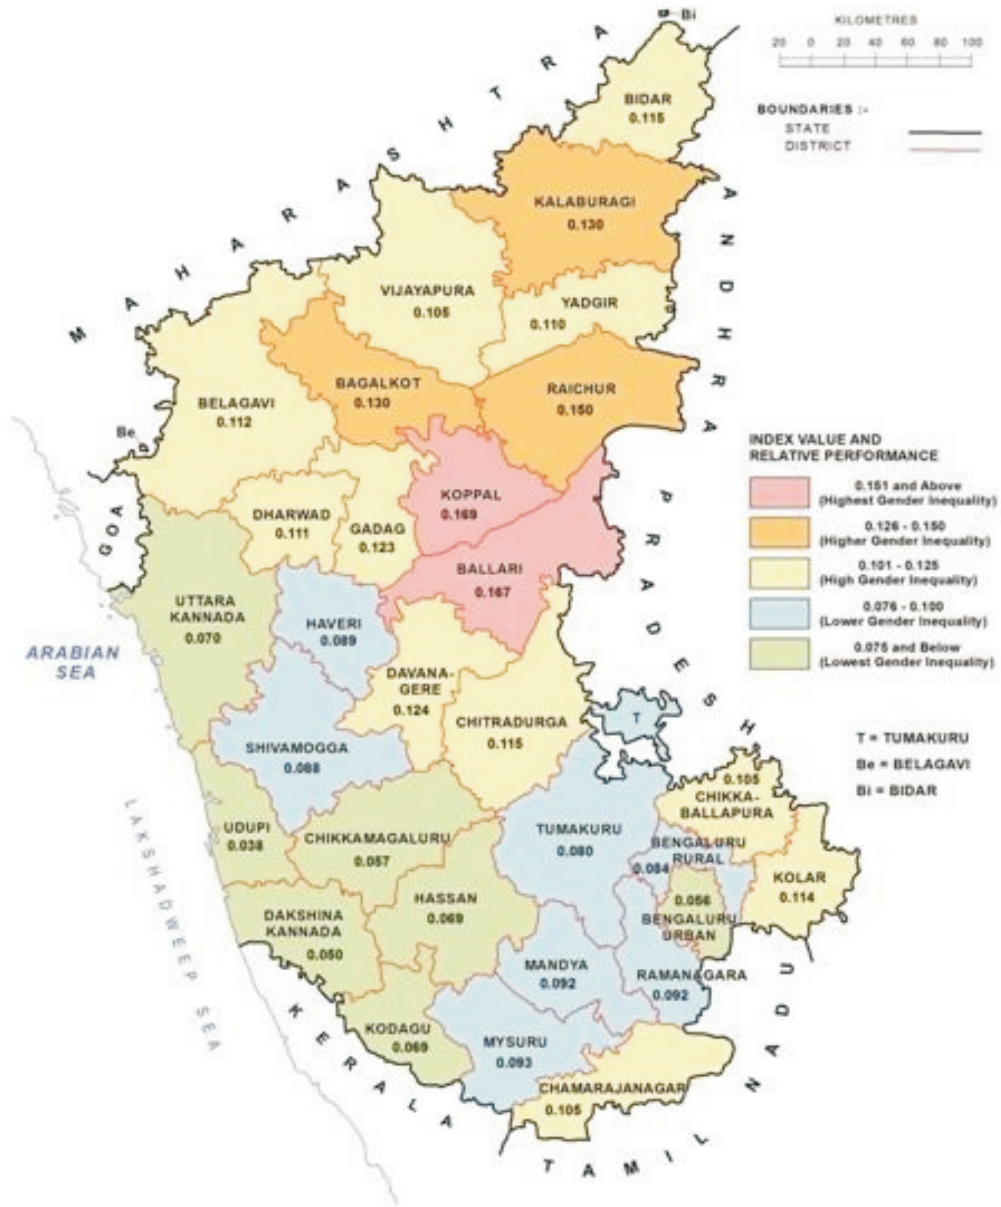 Bi
KILOMETRES
20 0 20 40 60 80 100
BOUNDARIES :-
STATE
DISTRICT
MAHARASHTRA
ANDHRA
PRADESH
GOA
KERALA
TAMIL NADU
ARABIAN
SEA
LAKSHADWEEP SEA
BIDAR
0.115
KALABURAGI
0.130
VIJAYAPURA
0.105
YADGIR
0.110
BAGALKOT
0.130
RAICHUR
0.150
BELAGAVI
0.112
Be
KOPPAL
0.169
DHARWAD
0.111
GADAG
0.123
BALLARI
0.167
UTTARA
KANNADA
0.070
HAVERI
0.089
DAVANA-
GERE
0.124
CHITRADURGA
0.115
SHIVAMOGGA
0.088
T
0.105
CHIKKA-
BALLAPURA
UDUPI
0.038
CHIKKAMAGALURU
0.057
TUMAKURU
0.080
BENGALURU
RURAL
0.084
KOLAR
0.114
HASSAN
0.069
0.056
BENGALURU
URBAN
DAKSHINA
KANNADA
0.050
MANDYA
0.092
RAMANAGARA
0.092
KODAGU
0.069
MYSURU
0.093
CHAMARAJANAGAR
0.105
INDEX VALUE AND
RELATIVE PERFORMANCE
0.151 and Above
(Highest Gender Inequality)
0.126 - 0.150
(Higher Gender Inequality)
0.101 - 0.125
(High Gender Inequality)
0.076 - 0.100
(Lower Gender Inequality)
0.075 and Below
(Lowest Gender Inequality)
T = TUMAKURU
Be = BELAGAVI
Bi = BIDAR